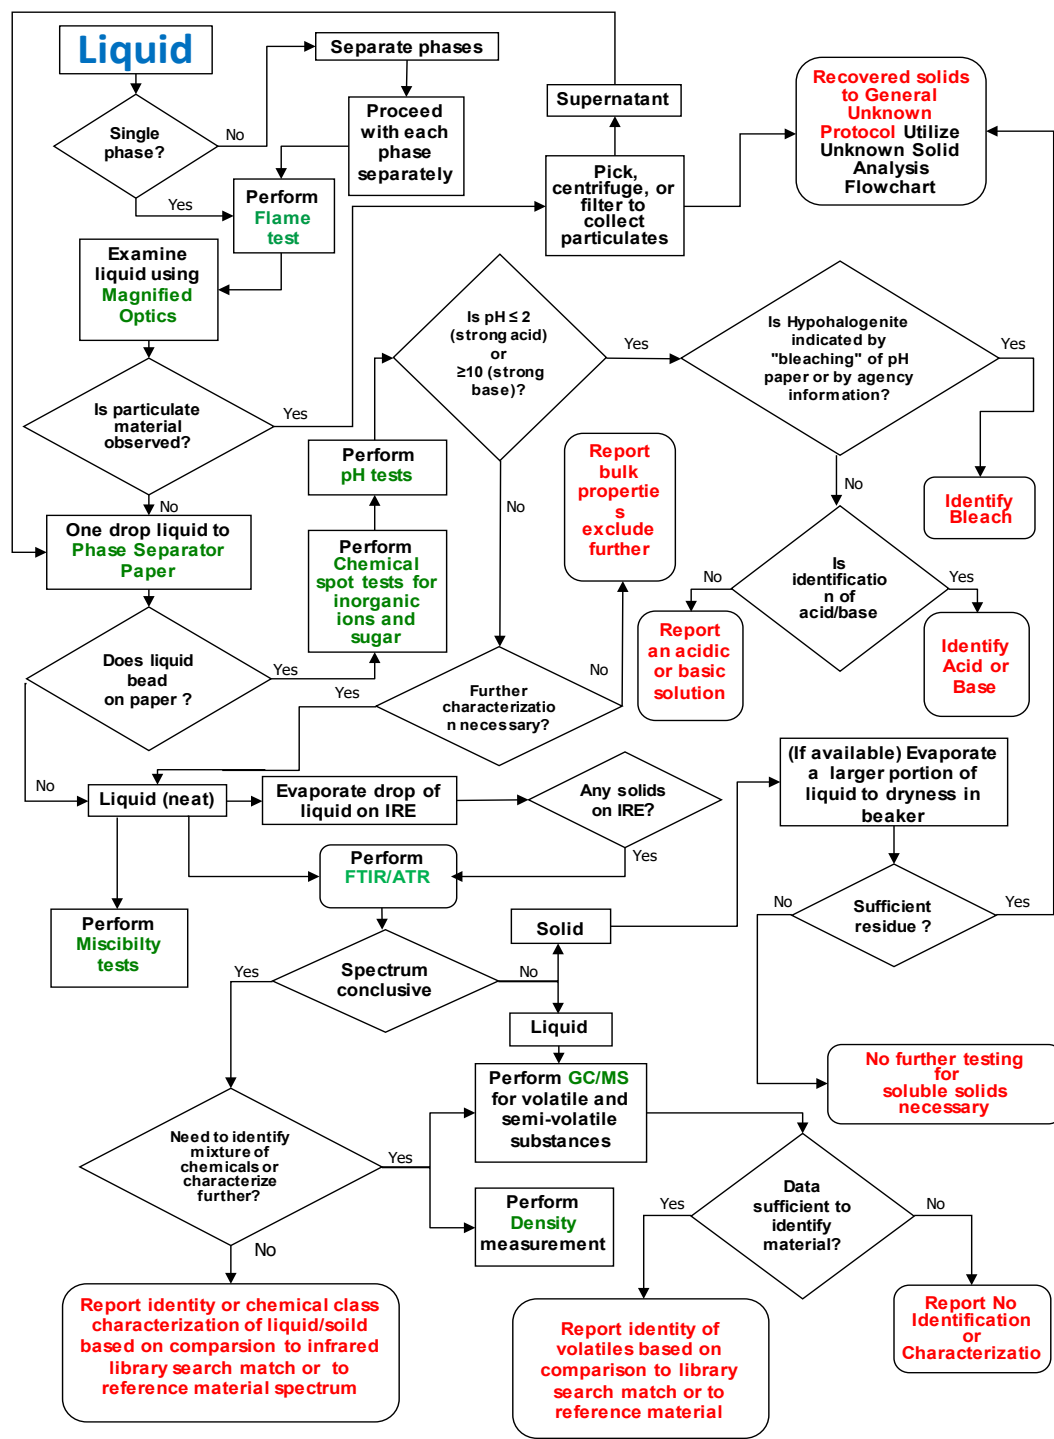 Liquid
Separate phases
Single
phase?
No
Yes
Proceed
with each
phase
separately
Perform
Flame
test
Supernatant
Pick,
centrifuge, or
filter to
collect
particulates
Recovered solids
to General
Unknown
Protocol Utilize
Unknown Solid
Analysis
Flowchart
Examine
liquid using
Magnified
Optics
Is particulate
material
observed?
Yes
No
One drop liquid to
Phase Separator
Paper
Does liquid
bead
on paper ?
Yes
No
Perform
Chemical
spot tests for
inorganic
ions and
sugar
Perform
pH tests
Is pH ≤ 2
(strong acid)
or
≥10 (strong
base)?
Yes
No
Is Hypohalogenite
indicated by
"bleaching" of pH
paper or by agency
information?
Yes
No
Identify
Bleach
Is
identificatio
n of
acid/base
No
Yes
Report
an acidic
or basic
solution
Identify
Acid or
Base
Report
bulk
propertie
s
exclude
further
Further
characterizatio
n necessary?
Yes
No
Liquid (neat)
Evaporate drop of
liquid on IRE
Any solids
on IRE?
Yes
Perform
FTIR/ATR
Perform
Miscibilty
tests
Spectrum
conclusive
Yes
No
Solid
Liquid
(If available) Evaporate
a larger portion of
liquid to dryness in
beaker
Sufficient
residue ?
No
Yes
No further testing
for
soluble solids
necessary
Perform GC/MS
for volatile and
semi-volatile
substances
Need to identify
mixture of
chemicals or
characterize
further?
Yes
No
Perform
Density
measurement
Data
sufficient to
identify
material?
Yes
No
Report identity or chemical class
characterization of liquid/soild
based on comparsion to infrared
library search match or to
reference material spectrum
Report identity of
volatiles based on
comparison to library
search match or to
reference material
Report No
Identification
or
Characterizatio